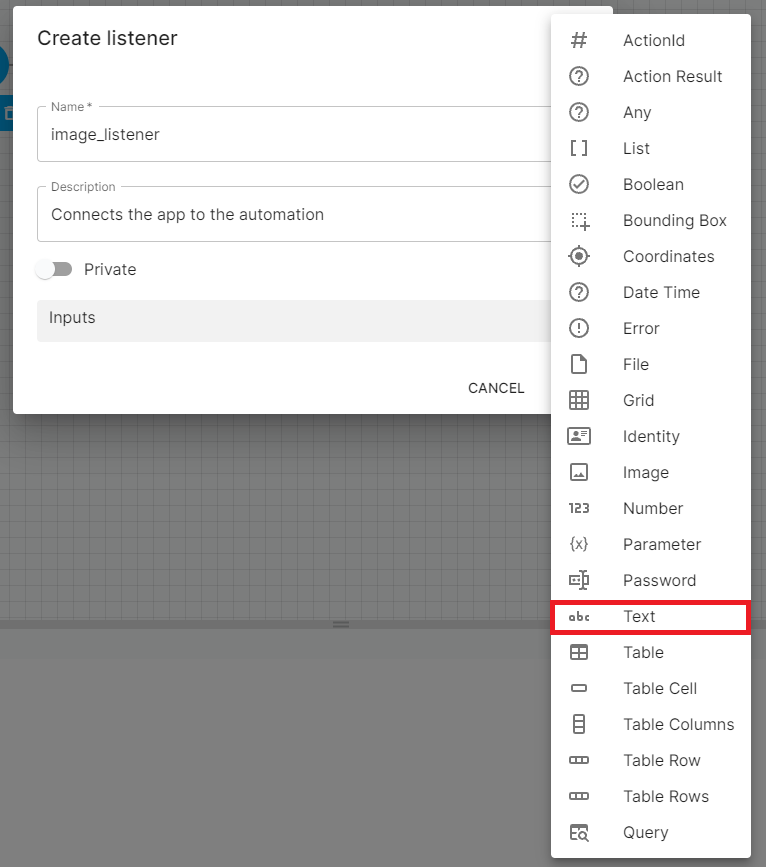 Create listener
Name *
image_listener
Description
Connects the app to the automation
Private
Inputs
CANCEL
# ActionId
Action Result
Any
[ ] List
Boolean
Bounding Box
Coordinates
Date Time
Error
File
Grid
Identity
Image
123 Number
{x} Parameter
Password
abc Text
Table
Table Cell
Table Columns
Table Row
Table Rows
Query